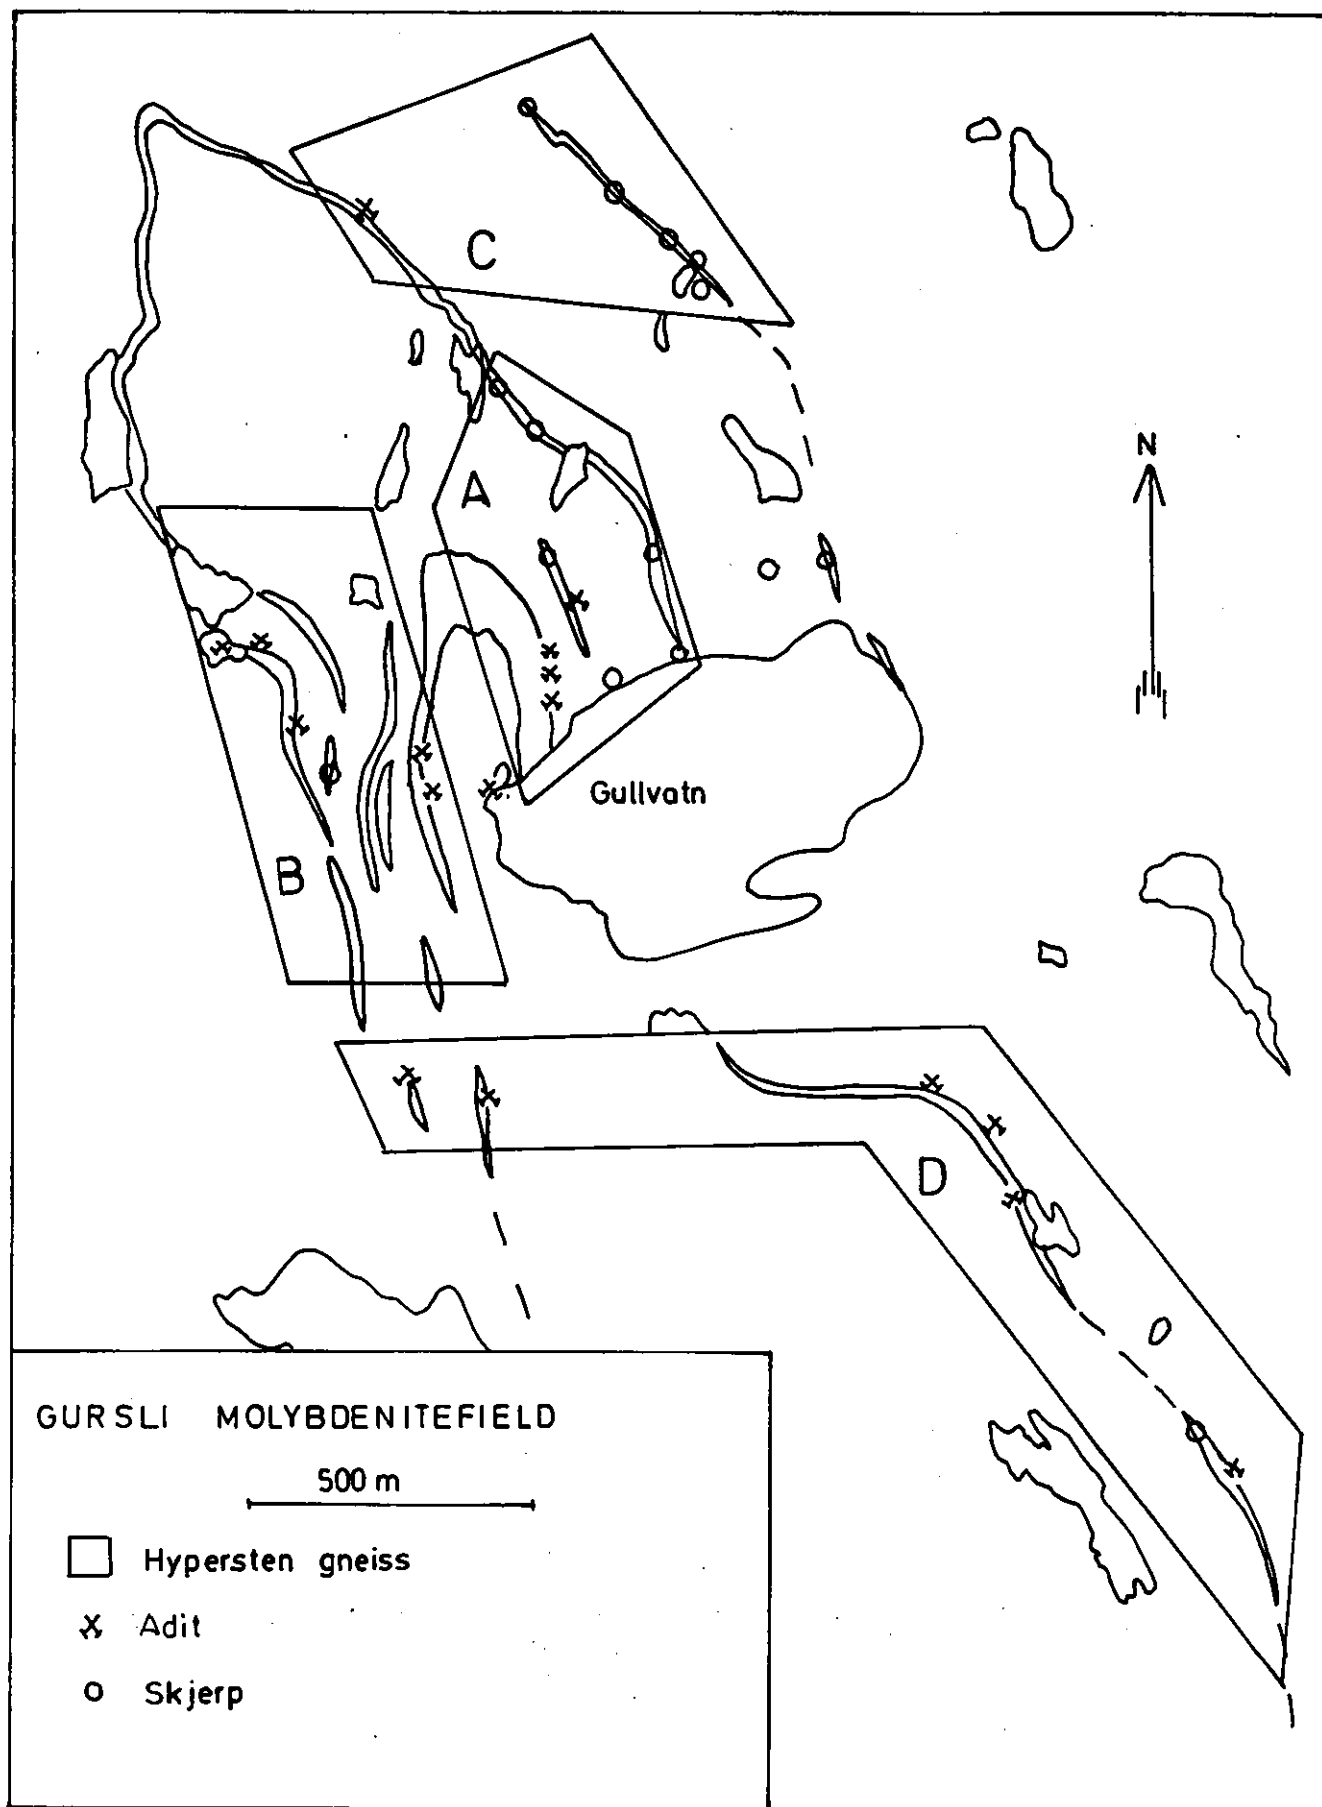 C
N
A
Gullvatn
B
D
GURSLI MOLYBDENITEFIELD
500 m
Hypersten gneiss
Adit
Skjerp